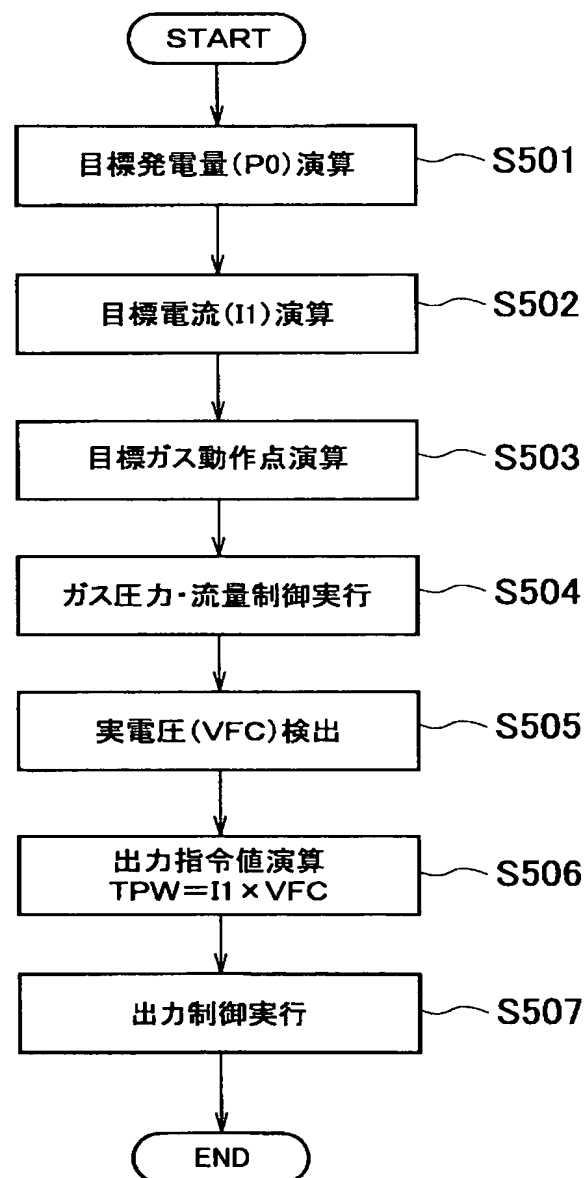 START
目標発電量(P0)演算
S501
目標電流(I1)演算
S502
目標ガス動作点演算
S503
ガス圧力・流量制御実行
S504
実電圧(VFC)検出
S505
出力指令値演算
TPW=I1×VFC
S506
出力制御実行
S507
END